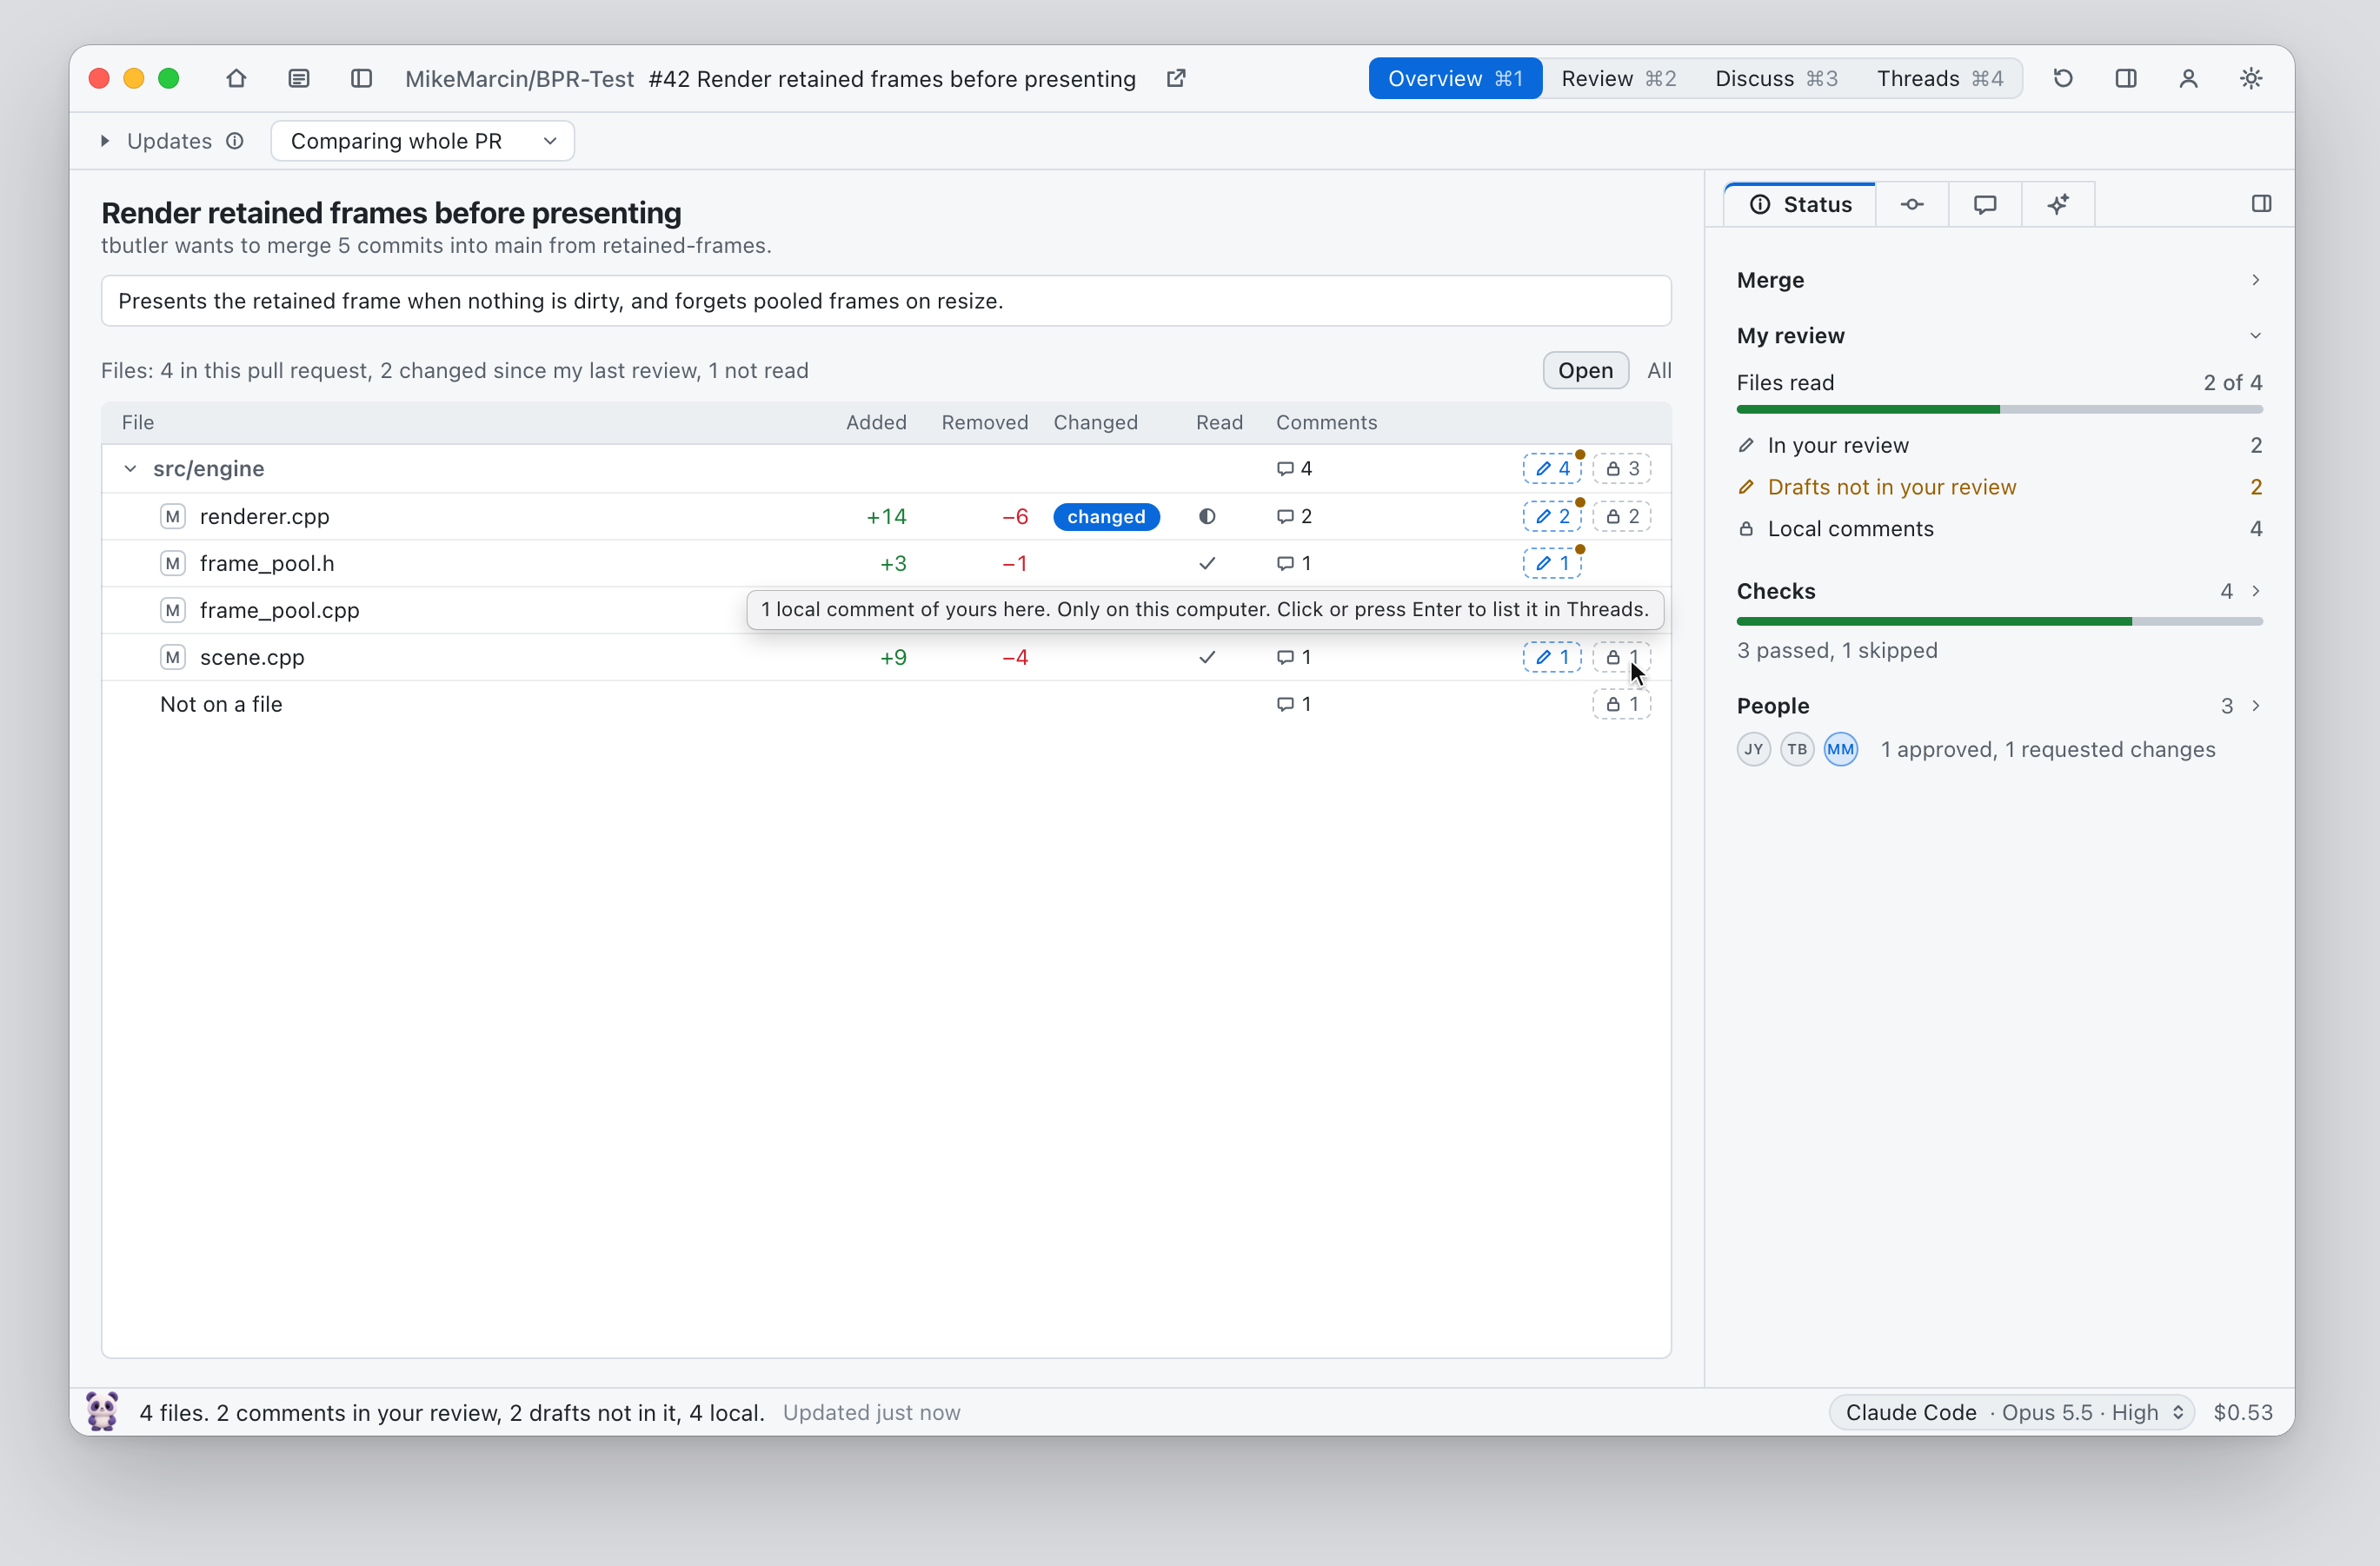 MikeMarcin/BPR-Test #42 Render retained frames before presenting
Overview ⌘1 Review ⌘2 Discuss ⌘3 Threads ⌘4
Updates Comparing whole PR
Render retained frames before presenting
tbutler wants to merge 5 commits into main from retained-frames.
Presents the retained frame when nothing is dirty, and forgets pooled frames on resize.
Files: 4 in this pull request, 2 changed since my last review, 1 not read Open All
File Added Removed Changed Read Comments
src/engine 4 4 3
M renderer.cpp +14 −6 changed 2 2 2
M frame_pool.h +3 −1 1 1
M frame_pool.cpp
1 local comment of yours here. Only on this computer. Click or press Enter to list it in Threads.
M scene.cpp +9 −4 1 1 1
Not on a file 1 1
Status
Merge
My review
Files read 2 of 4
In your review 2
Drafts not in your review 2
Local comments 4
Checks 4
3 passed, 1 skipped
People 3
JY TB MM 1 approved, 1 requested changes
4 files. 2 comments in your review, 2 drafts not in it, 4 local. Updated just now
Claude Code · Opus 5.5 · High $0.53